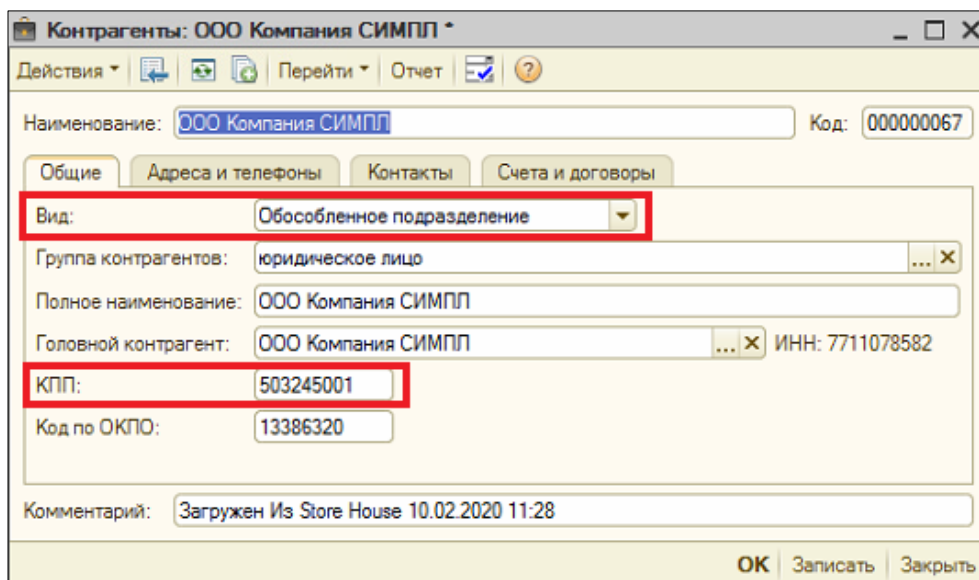 Контрагенты: ООО Компания СИМПЛ *
Действия Перейти Отчет ?
Наименование: ООО Компания СИМПЛ Код: 000000067
Общие Адреса и телефоны Контакты Счета и договоры
Вид: Обособленное подразделение
Группа контрагентов: юридическое лицо ...
Полное наименование: ООО Компания СИМПЛ
Головной контрагент: ООО Компания СИМПЛ ... ИНН: 7711078582
КПП: 503245001
Код по ОКПО: 13386320
Комментарий: Загружен Из Store House 10.02.2020 11:28
ОК Записать Закрыть